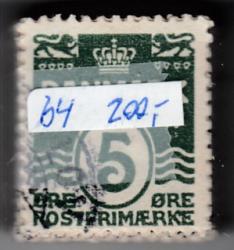 64 200,-
5
ØRE ØRE
POSTFRIMÆRKE